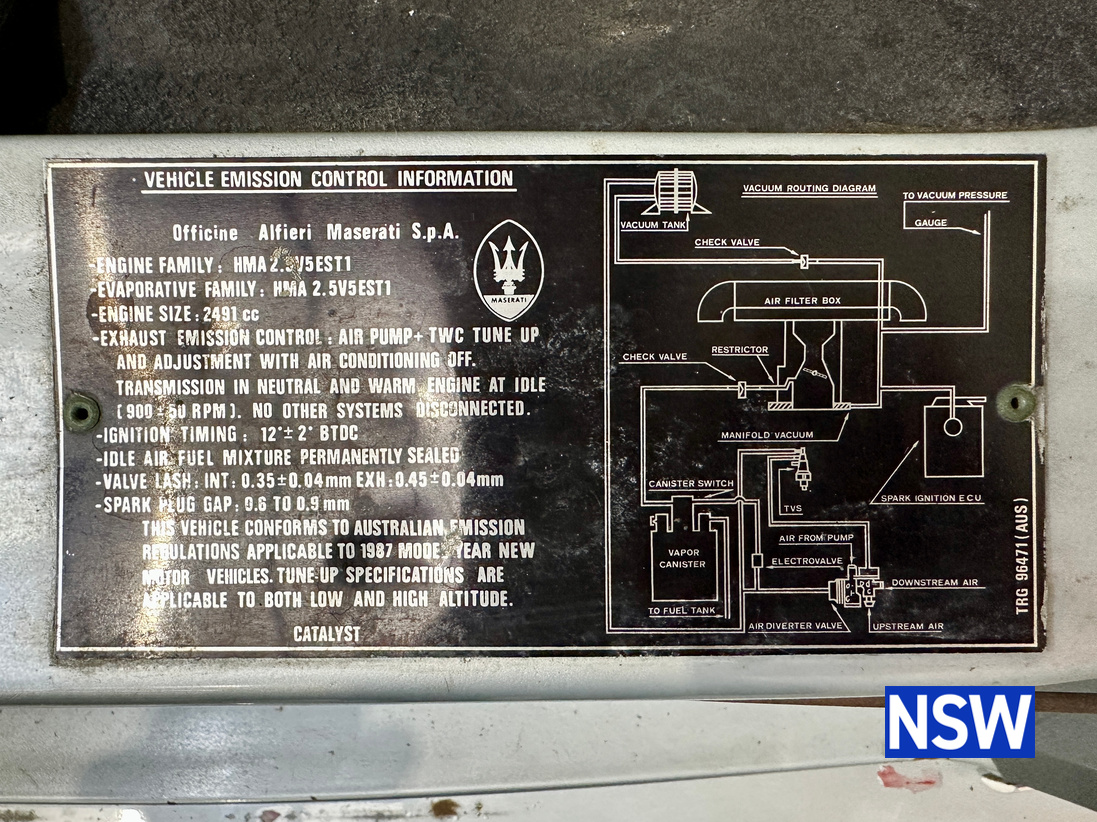 VEHICLE EMISSION CONTROL INFORMATION
Officine Alfieri Maserati S.p.A.
-ENGINE FAMILY: HMA 2.5V5EST1
-EVAPORATIVE FAMILY: HMA 2.5V5EST1
-ENGINE SIZE: 2491 cc
-EXHAUST EMISSION CONTROL: AIR PUMP+ TWC TUNE UP
AND ADJUSTMENT WITH AIR CONDITIONING OFF.
TRANSMISSION IN NEUTRAL AND WARM ENGINE AT IDLE
(900 50 RPM). NO OTHER SYSTEMS DISCONNECTED.
-IGNITION TIMING: 12°±2° BTDC
-IDLE AIR FUEL MIXTURE PERMANENTLY SEALED
-VALVE LASH: INT: 0.35±0.04mm EXH: 0.45±0.04mm
-SPARK PLUG GAP: 0.6 TO 0.9 mm
THIS VEHICLE CONFORMS TO AUSTRALIAN EMISSION
REGULATIONS APPLICABLE TO 1987 MODEL YEAR NEW
MOTOR VEHICLES. TUNE-UP SPECIFICATIONS ARE
APPLICABLE TO BOTH LOW AND HIGH ALTITUDE.
CATALYST
MASERATI
VACUUM ROUTING DIAGRAM
TO VACUUM PRESSURE
GAUGE
VACUUM TANK
CHECK VALVE
AIR FILTER BOX
CHECK VALVE
RESTRICTOR
MANIFOLD VACUUM
CANISTER SWITCH
SPARK IGNITION ECU
TVS
AIR FROM PUMP
VAPOR
CANISTER
ELECTROVALVE
DOWNSTREAM AIR
TO FUEL TANK
AIR DIVERTER VALVE
UPSTREAM AIR
TRG 96471 (AUS)
NSW